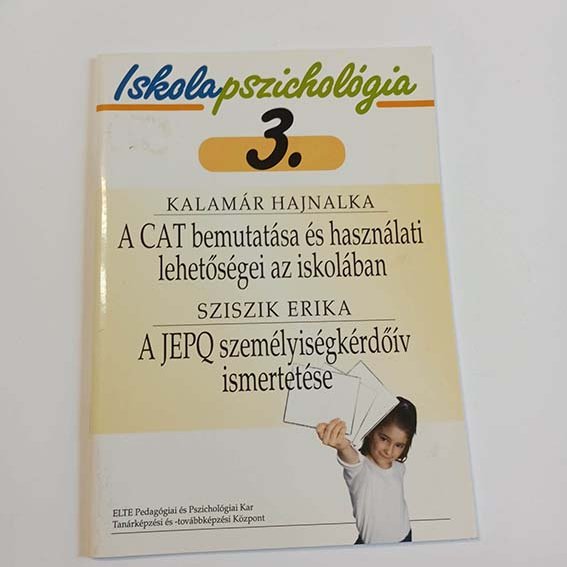 Iskolapszichológia
3.
KALAMÁR HAJNALKA
A CAT bemutatása és használati
lehetőségei az iskolában
SZISZIK ERIKA
A JEPQ személyiségkérdőív
ismertetése
ELTE Pedagógiai és Pszichológiai Kar
Tanárképzési és -továbbképzési Központ